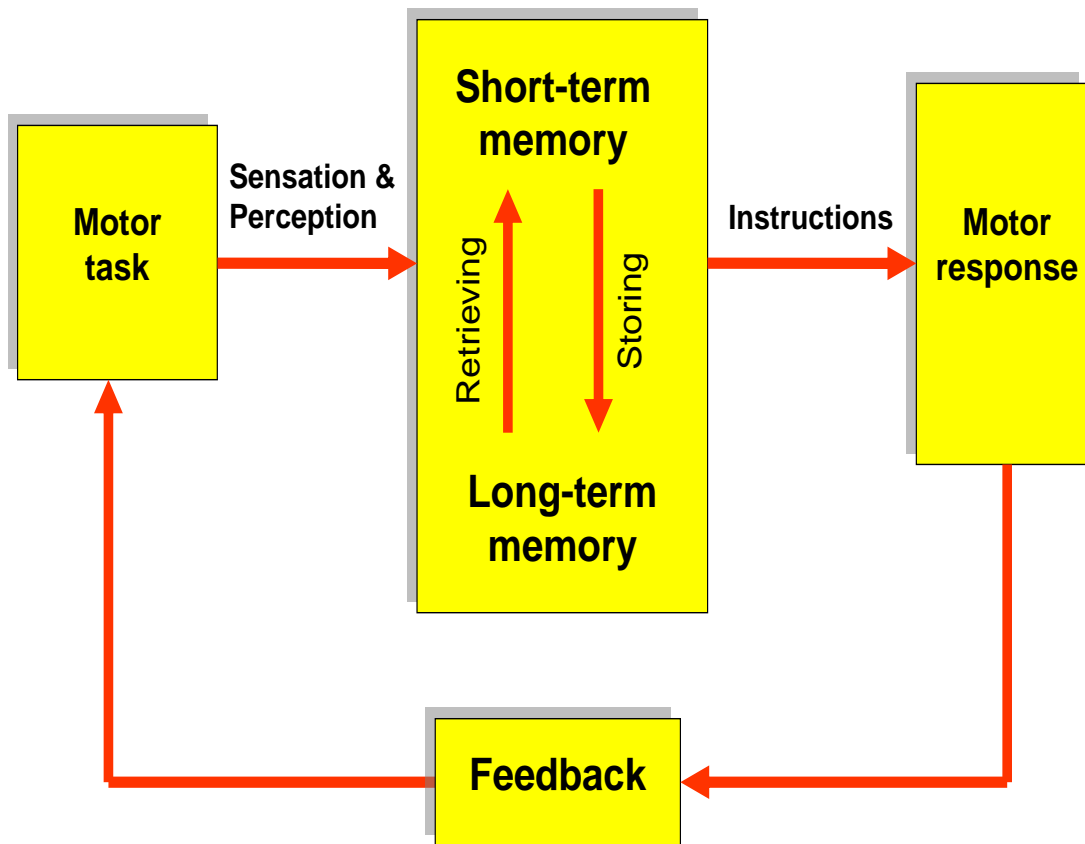 Short-term
memory
Sensation &
Perception
Motor
task
Instructions
Motor
response
Retrieving
Storing
Long-term
memory
Feedback